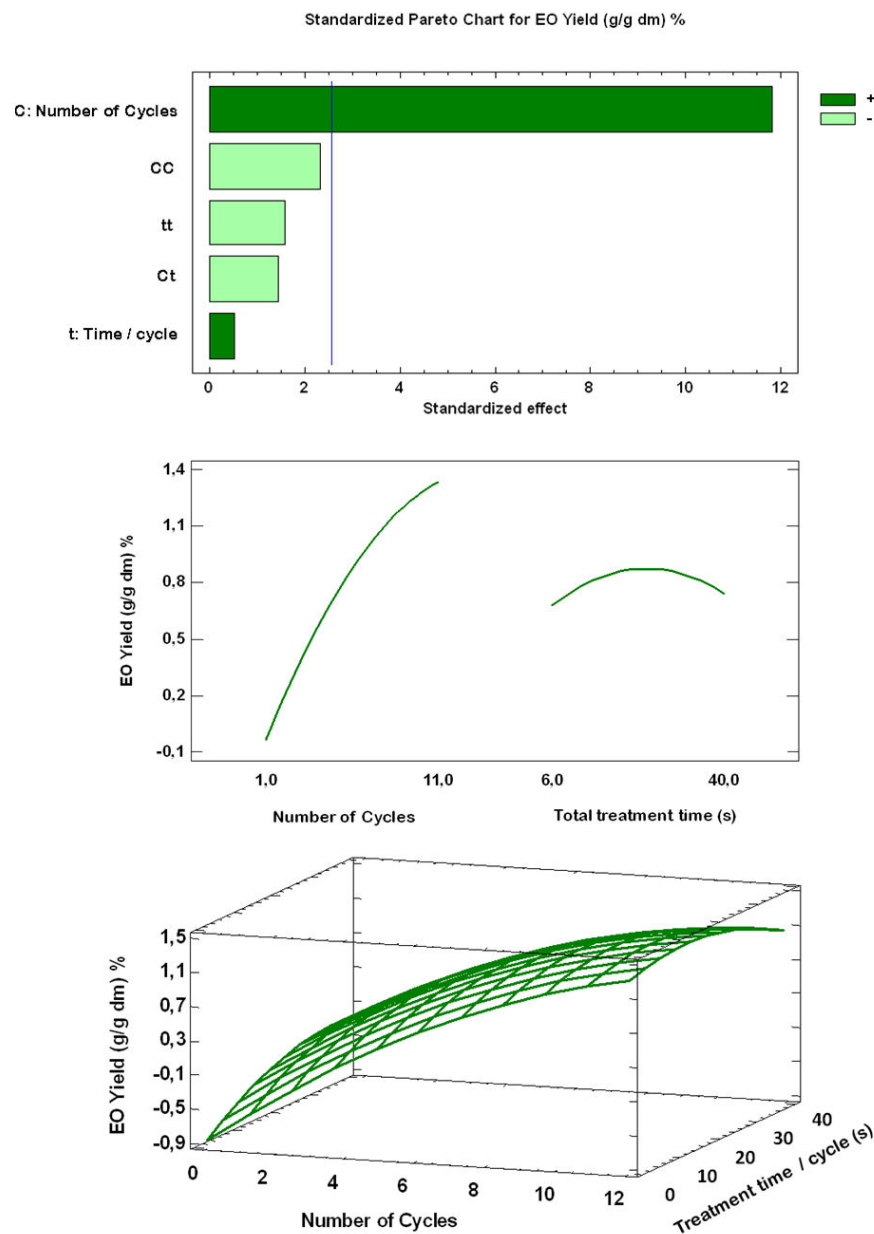 Standardized Pareto Chart for EO Yield (g/g dm) %
C: Number of Cycles
CC
tt
Ct
t: Time / cycle
+
-
0 2 4 6 8 10 12
Standardized effect
EO Yield (g/g dm) %
1,4
1,1
0,8
0,5
0,2
-0,1
1,0 11,0 6,0 40,0
Number of Cycles Total treatment time (s)
EO Yield (g/g dm) %
1,5
1,1
0,7
0,3
-0,1
-0,5
-0,9
0 2 4 6 8 10 12
Number of Cycles
0 10 20 30 40
Treatment time / cycle (s)